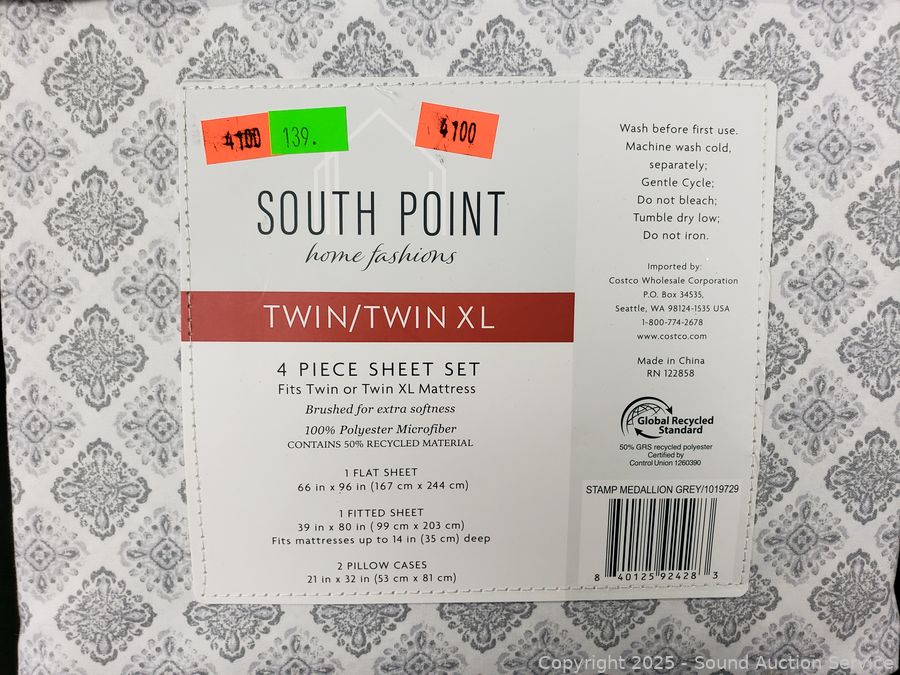 4100
139.
4100
SOUTH POINT
home fashions
TWIN/TWIN XL
4 PIECE SHEET SET
Fits Twin or Twin XL Mattress
Brushed for extra softness
100% Polyester Microfiber
CONTAINS 50% RECYCLED MATERIAL
1 FLAT SHEET
66 in x 96 in (167 cm x 244 cm)
1 FITTED SHEET
39 in x 80 in ( 99 cm x 203 cm)
Fits mattresses up to 14 in (35 cm) deep
2 PILLOW CASES
21 in x 32 in (53 cm x 81 cm)
Wash before first use.
Machine wash cold,
separately;
Gentle Cycle;
Do not bleach;
Tumble dry low;
Do not iron.
Imported by:
Costco Wholesale Corporation
P.O. Box 34535,
Seattle, WA 98124-1535 USA
1-800-774-2678
www.costco.com
Made in China
RN 122858
Global Recycled
Standard
50% GRS recycled polyester
Certified by
Control Union 1260390
STAMP MEDALLION GREY/1019729
8 40125 92428 3
Copyright 2025 - Sound Auction Service